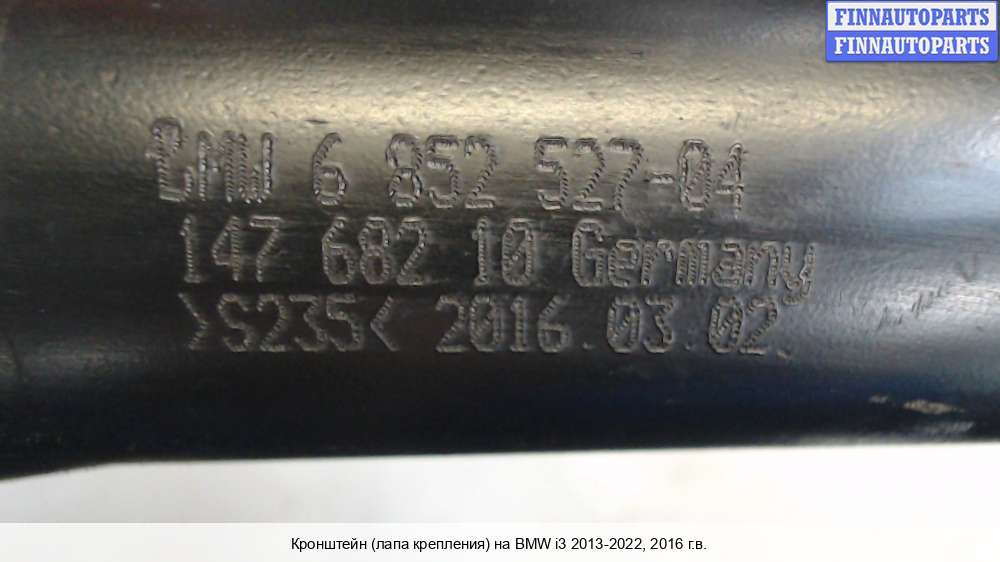 FINNAUTOPARTS
FINNAUTOPARTS
BMW 6 852 527-04
147 682 10 Germany
>S235< 2016.03.02.
Кронштейн (лапа крепления) на BMW i3 2013-2022, 2016 г.в.